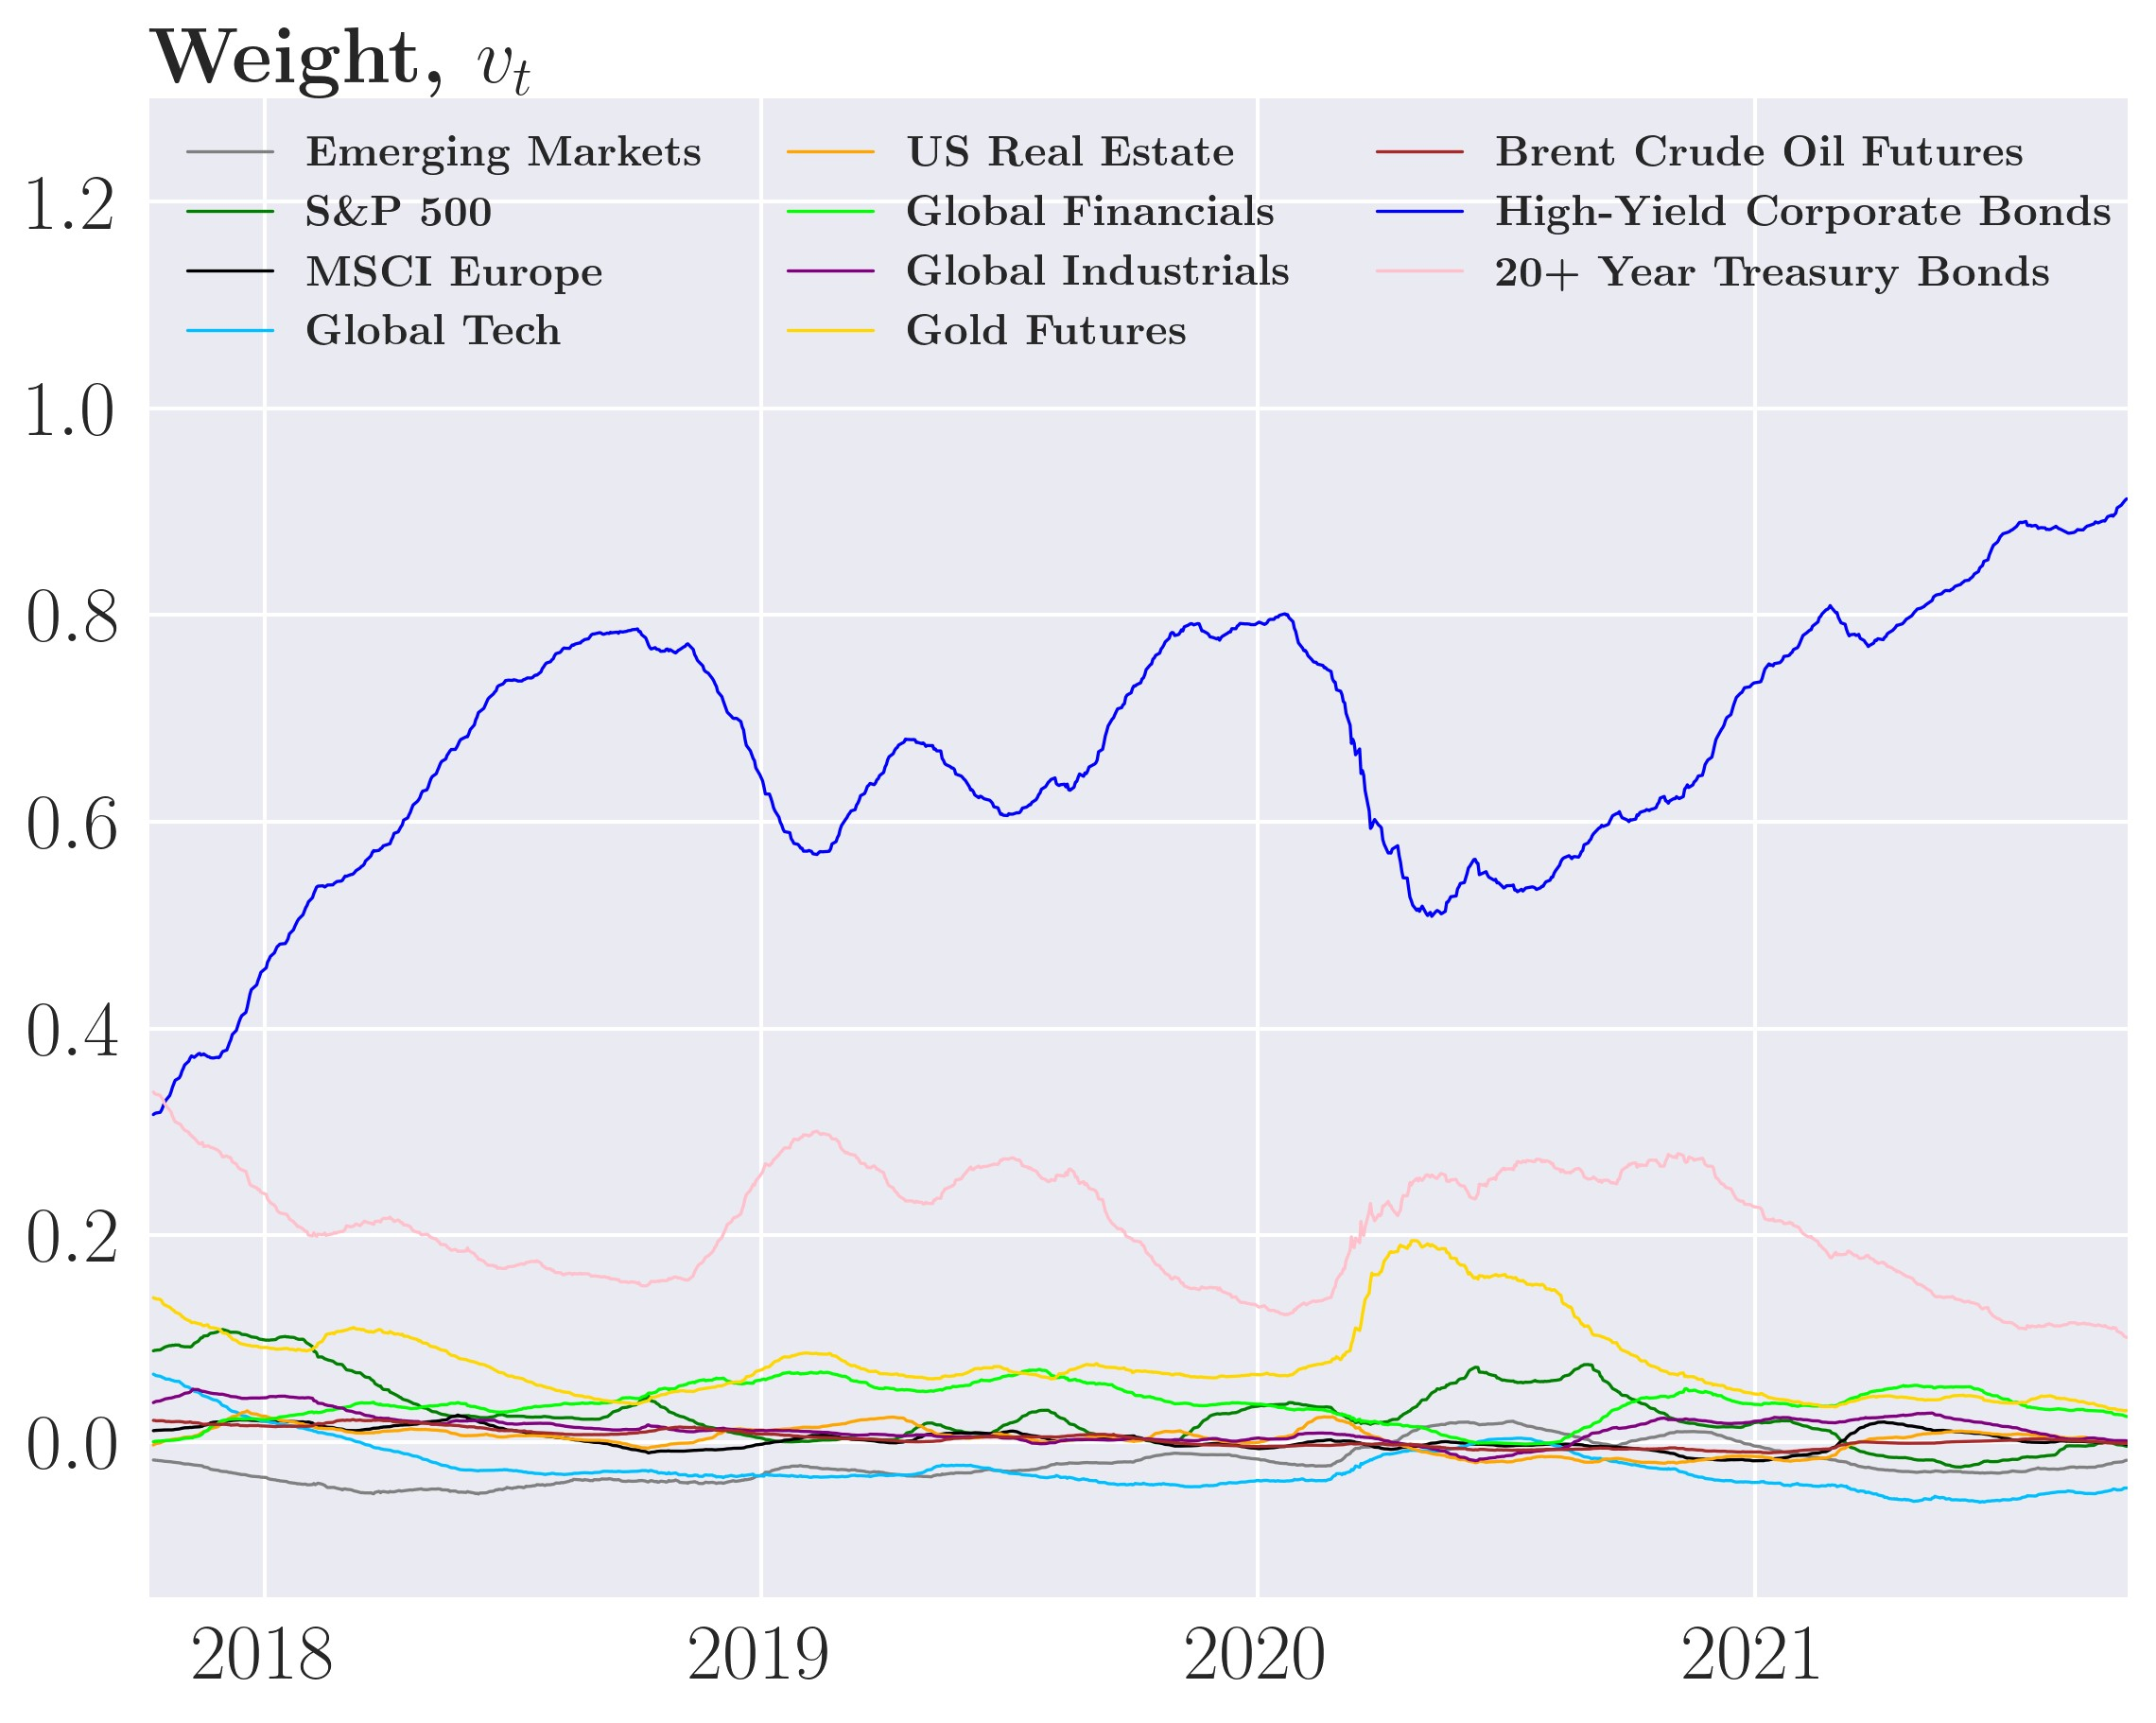 Weight, v_t
Emerging Markets
S&P 500
MSCI Europe
Global Tech
US Real Estate
Global Financials
Global Industrials
Gold Futures
Brent Crude Oil Futures
High-Yield Corporate Bonds
20+ Year Treasury Bonds
1.2
1.0
0.8
0.6
0.4
0.2
0.0
2018 2019 2020 2021